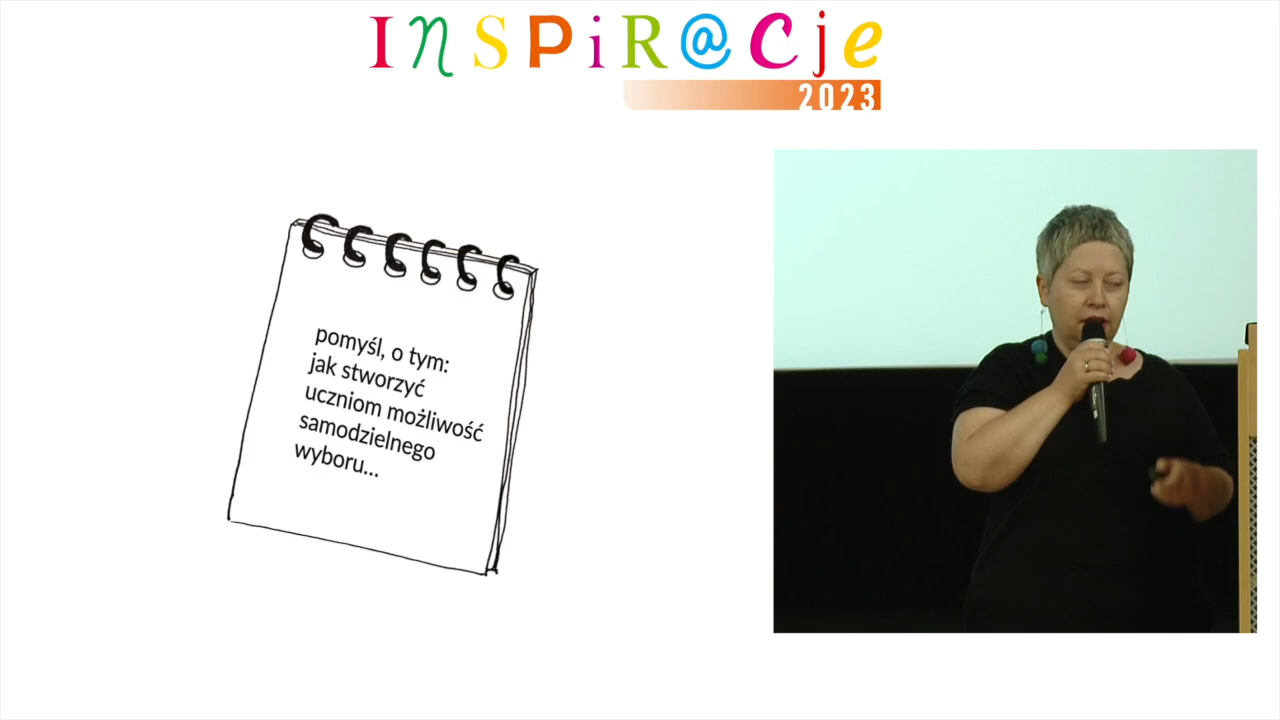 INSPiR@Cje
2023
pomyśl, o tym:
jak stworzyć
uczniom możliwość
samodzielnego
wyboru...